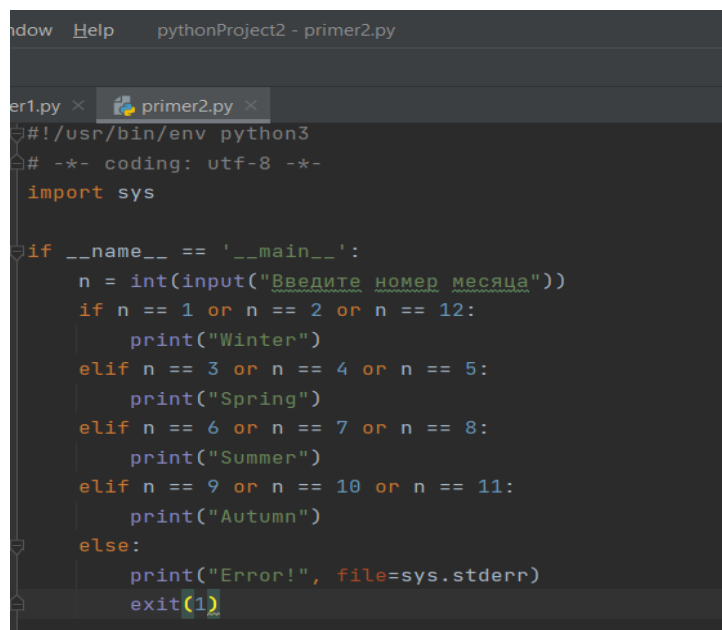 ndow Help pythonProject2 - primer2.py
er1.py × primer2.py ×
#!/usr/bin/env python3
# -*- coding: utf-8 -*-
import sys
if __name__ == '__main__':
    n = int(input("Введите номер месяца"))
    if n == 1 or n == 2 or n == 12:
        print("Winter")
    elif n == 3 or n == 4 or n == 5:
        print("Spring")
    elif n == 6 or n == 7 or n == 8:
        print("Summer")
    elif n == 9 or n == 10 or n == 11:
        print("Autumn")
    else:
        print("Error!", file=sys.stderr)
        exit(1)